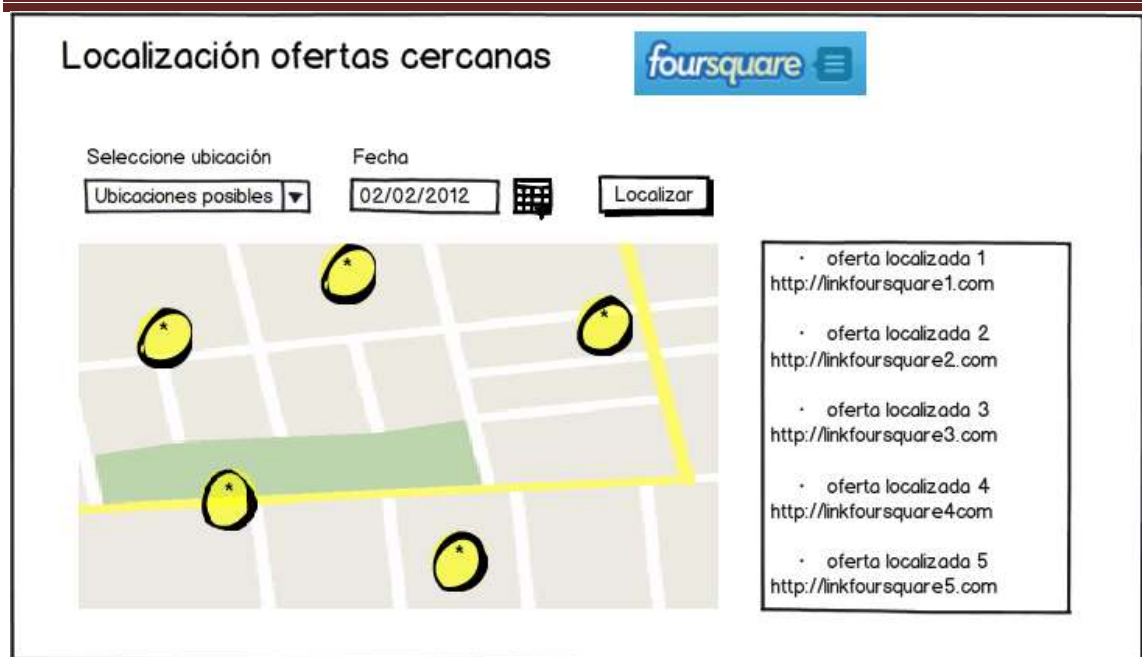 Localización ofertas cercanas
foursquare
Seleccione ubicación
Fecha
Ubicaciones posibles
02/02/2012
Localizar
*
*
*
*
*
· oferta localizada 1
http://linkfoursquare1.com
· oferta localizada 2
http://linkfoursquare2.com
· oferta localizada 3
http://linkfoursquare3.com
· oferta localizada 4
http://linkfoursquare4com
· oferta localizada 5
http://linkfoursquare5.com